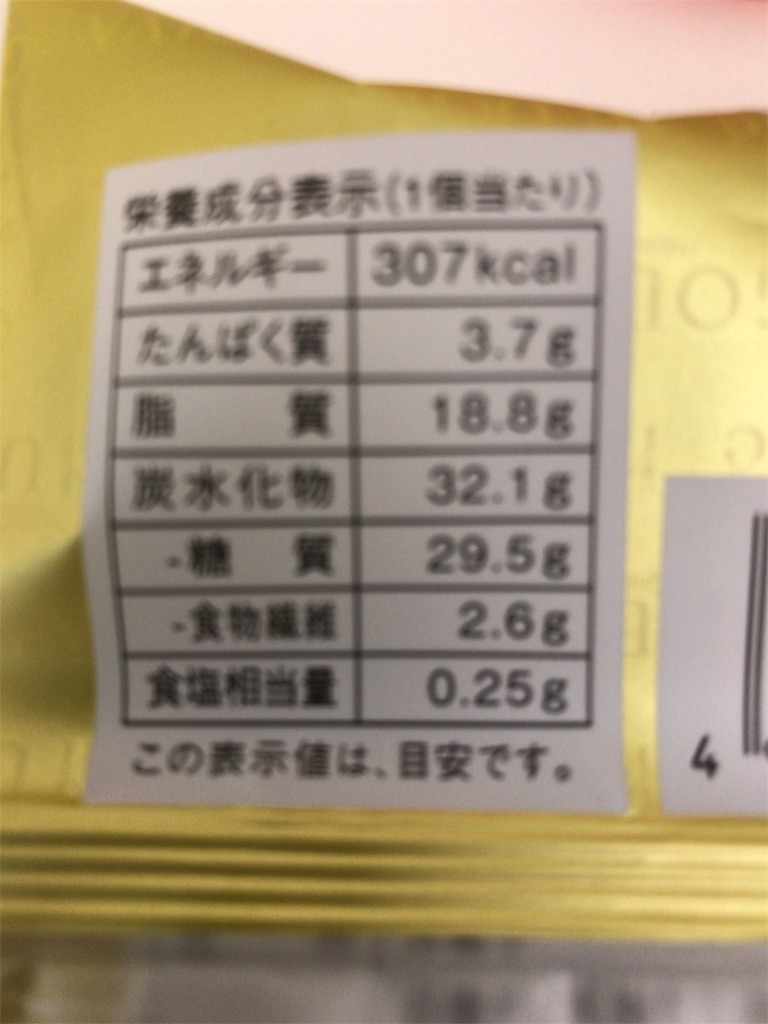 栄養成分表示(1個当たり)
エネルギー 307kcal
たんぱく質 3.7g
脂質 18.8g
炭水化物 32.1g
-糖質 29.5g
-食物繊維 2.6g
食塩相当量 0.25g
この表示値は、目安です。
4